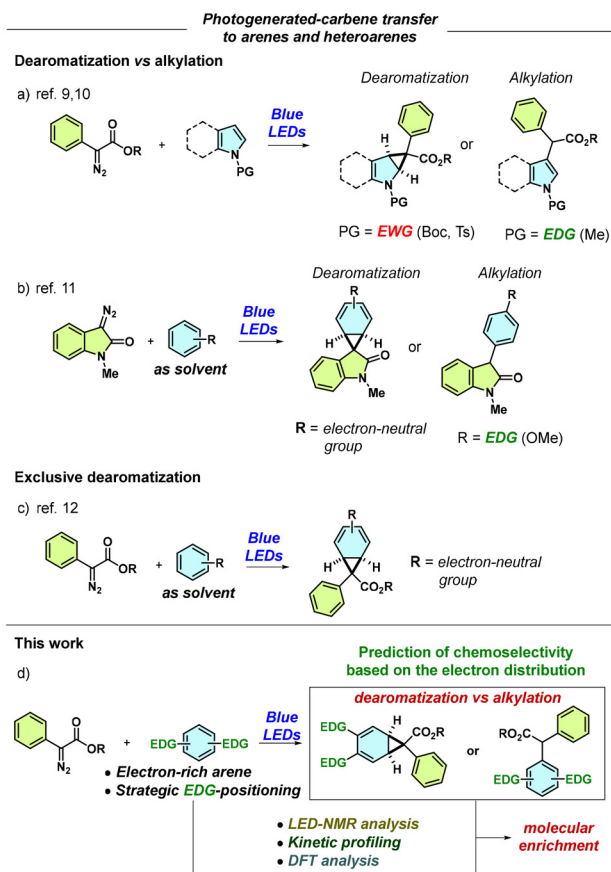 Photogenerated-carbene transfer
to arenes and heteroarenes
Dearomatization vs alkylation
a) ref. 9,10
O
OR
N2
+
N
PG
Blue
LEDs
Dearomatization
H
CO2R
N
H
PG
or
Alkylation
CO2R
N
PG
PG = EWG (Boc, Ts)
PG = EDG (Me)
b) ref. 11
N2
O
N
Me
+
R
as solvent
Blue
LEDs
Dearomatization
R
H
H
O
N
Me
or
Alkylation
R
O
N
Me
R = electron-neutral
group
R = EDG (OMe)
Exclusive dearomatization
c) ref. 12
O
OR
N2
+
R
as solvent
Blue
LEDs
R
H
H
CO2R
R = electron-neutral
group
This work
d)
Prediction of chemoselectivity
based on the electron distribution
dearomatization vs alkylation
O
OR
N2
+
EDG
EDG
Blue
LEDs
EDG
EDG
H
CO2R
H
or
CO2R
RO
EDG
EDG
• Electron-rich arene
• Strategic EDG-positioning
• LED-NMR analysis
• Kinetic profiling
• DFT analysis
molecular
enrichment